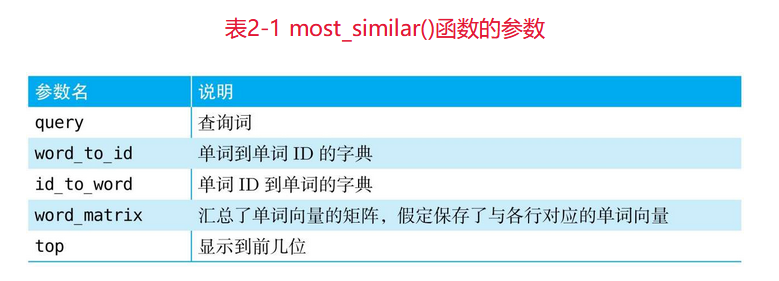 表2-1 most_similar()函数的参数
参数名 说明
query 查询词
word_to_id 单词到单词 ID 的字典
id_to_word 单词 ID 到单词的字典
word_matrix 汇总了单词向量的矩阵，假定保存了与各行对应的单词向量
top 显示到前几位